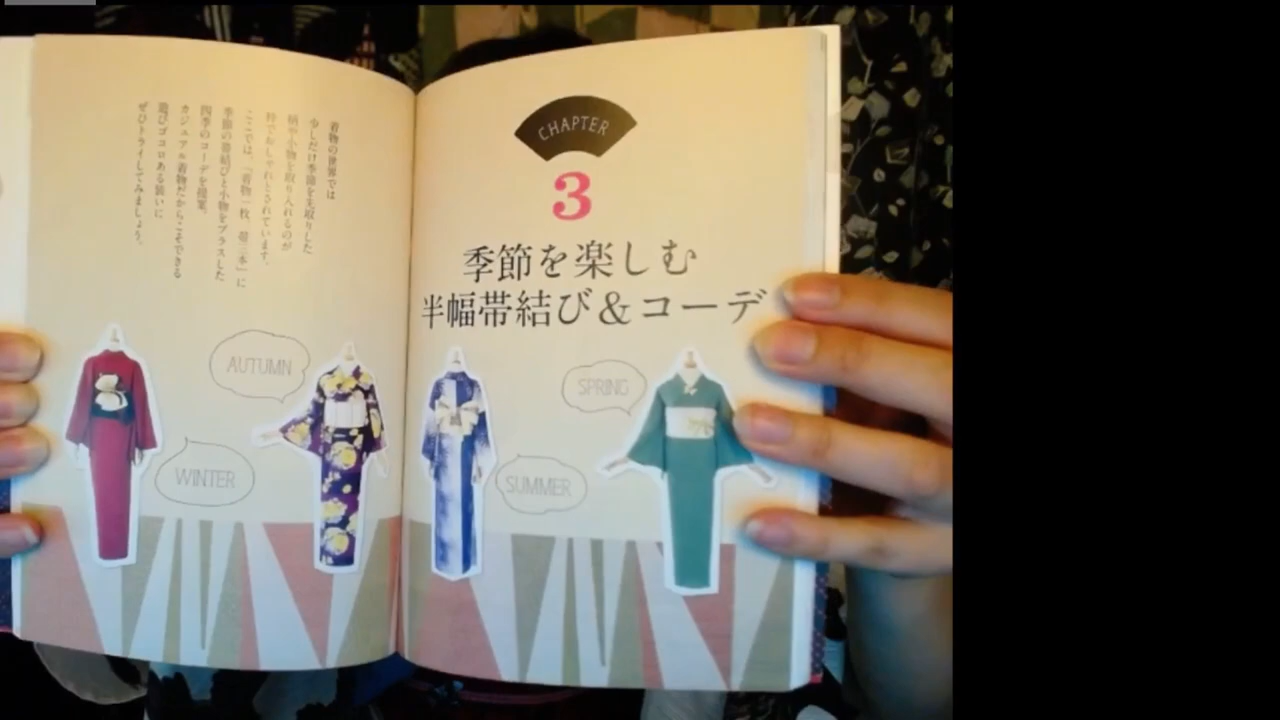 CHAPTER
3
季節を楽しむ
半幅帯結び&コーデ
SPRING
SUMMER
着物の世界では
少しだけ季節を先取りした
柄や小物を取り入れるのが
粋でおしゃれとされています。
ここでは、「着物一枚、帯三本」に
季節の帯結びと小物をプラスした
四季のコーデを提案。
カジュアル着物だからこそできる
遊びゴコロある装いに
ぜひトライしてみましょう。
AUTUMN
WINTER